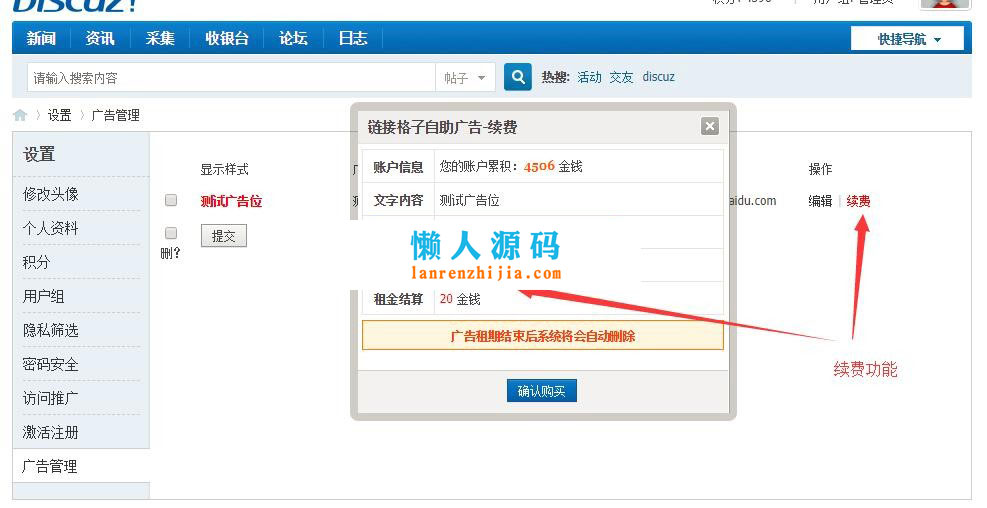 Discuz!
新闻 资讯 采集 收银台 论坛 日志 快捷导航
请输入搜索内容 帖子 热搜: 活动 交友 discuz
设置 广告管理
设置
修改头像
个人资料
积分
用户组
隐私筛选
密码安全
访问推广
激活注册
广告管理
显示样式 操作
测试广告位 aidu.com 编辑 续费
删? 提交
链接格子自助广告-续费
账户信息 您的账户累积：4506 金钱
文字内容 测试广告位
懒人源码
lanrenzhijia.com
租金结算 20 金钱
广告租期结束后系统将会自动删除
确认购买
续费功能